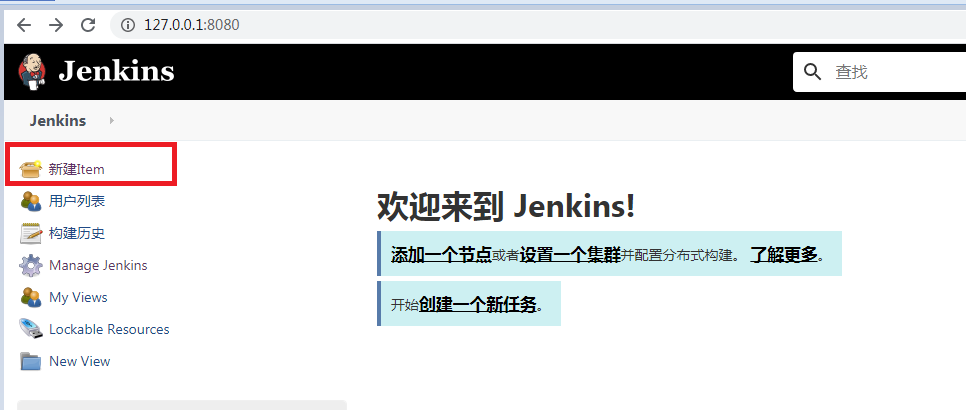 127.0.0.1:8080
Jenkins
查找
Jenkins
新建Item
用户列表
构建历史
Manage Jenkins
My Views
Lockable Resources
New View
欢迎来到 Jenkins!
添加一个节点或者设置一个集群并配置分布式构建。 了解更多。
开始创建一个新任务。